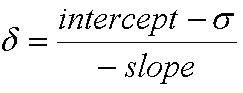 δ = (intercept − σ) / (− slope)